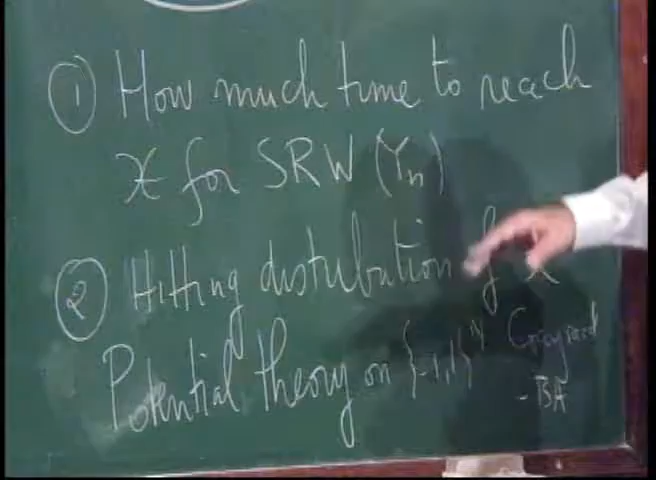 ① How much time to reach
𝒳 for SRW (Yₙ)
② Hitting distribution of 𝒳
Potential theory on {-1,1}ᴺ
-BA